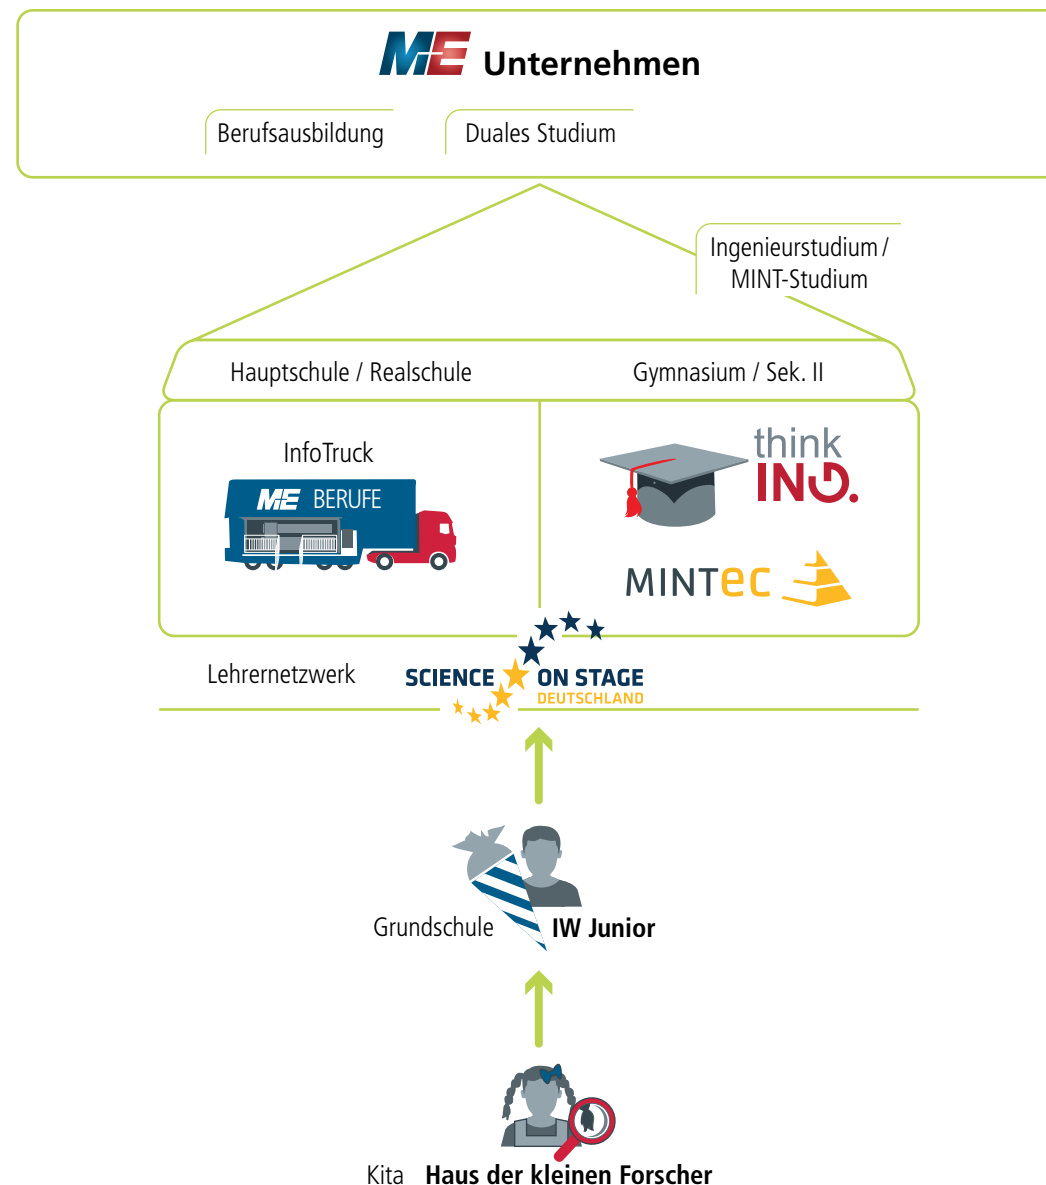 ME Unternehmen
Berufsausbildung
Duales Studium
Ingenieurstudium /
MINT-Studium
Hauptschule / Realschule
Gymnasium / Sek. II
InfoTruck
ME BERUFE
think
ING.
MINTec
Lehrernetzwerk
SCIENCE ON STAGE
DEUTSCHLAND
Grundschule IW Junior
Kita Haus der kleinen Forscher